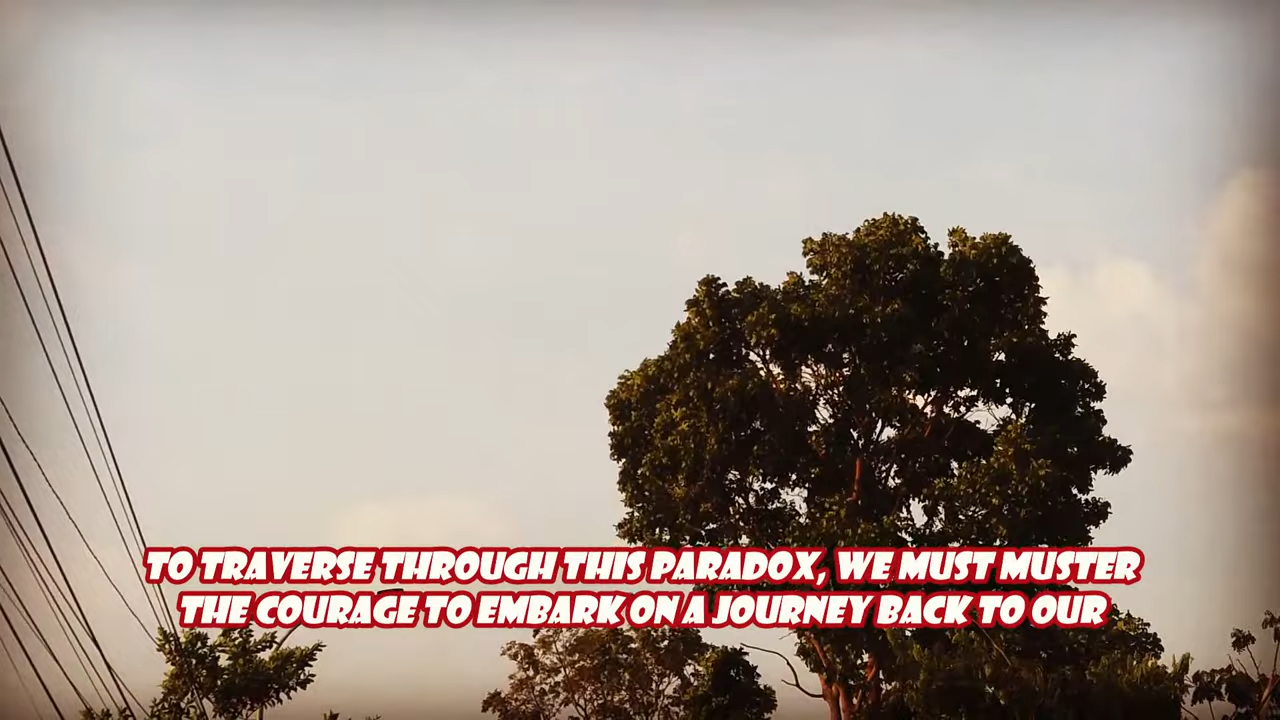 TO TRAVERSE THROUGH THIS PARADOX, WE MUST MUSTER
THE COURAGE TO EMBARK ON A JOURNEY BACK TO OUR